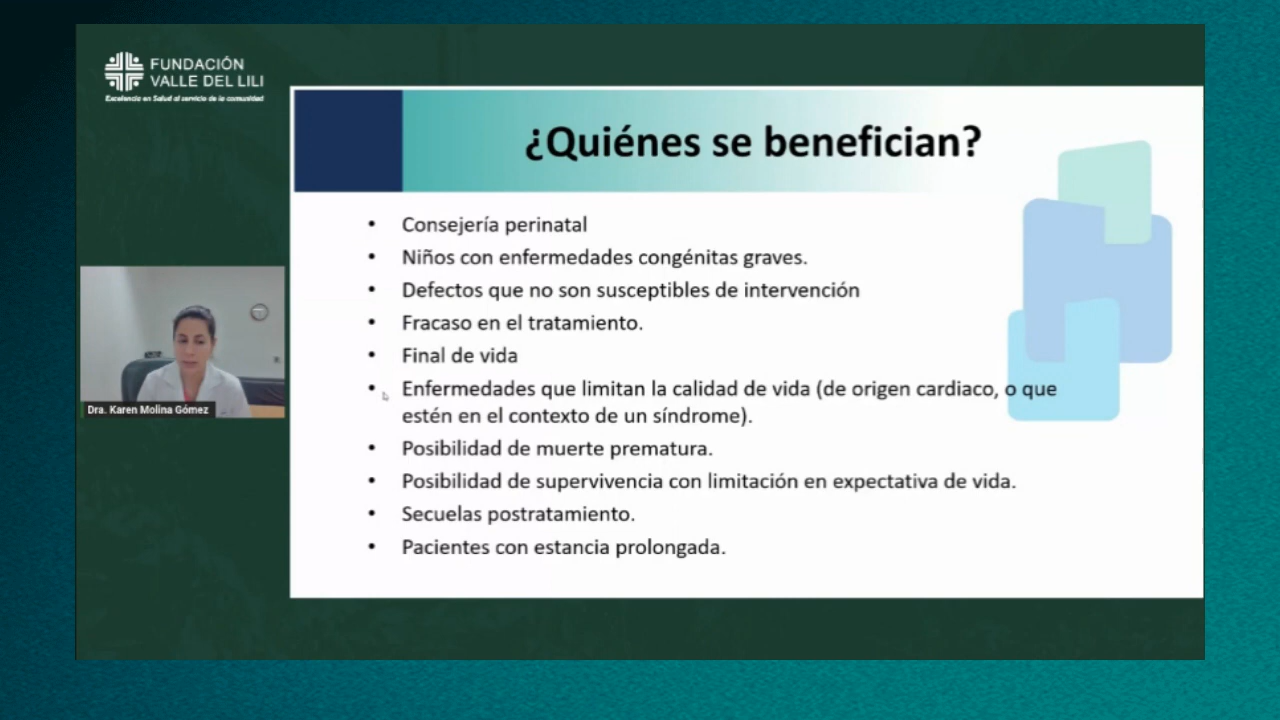 FUNDACIÓN
VALLE DEL LILI
Excelencia en Salud al servicio de la comunidad
¿Quiénes se benefician?
• Consejería perinatal
• Niños con enfermedades congénitas graves.
• Defectos que no son susceptibles de intervención
• Fracaso en el tratamiento.
• Final de vida
• Enfermedades que limitan la calidad de vida (de origen cardiaco, o que
estén en el contexto de un síndrome).
• Posibilidad de muerte prematura.
• Posibilidad de supervivencia con limitación en expectativa de vida.
• Secuelas postratamiento.
• Pacientes con estancia prolongada.
Dra. Karen Molina Gómez